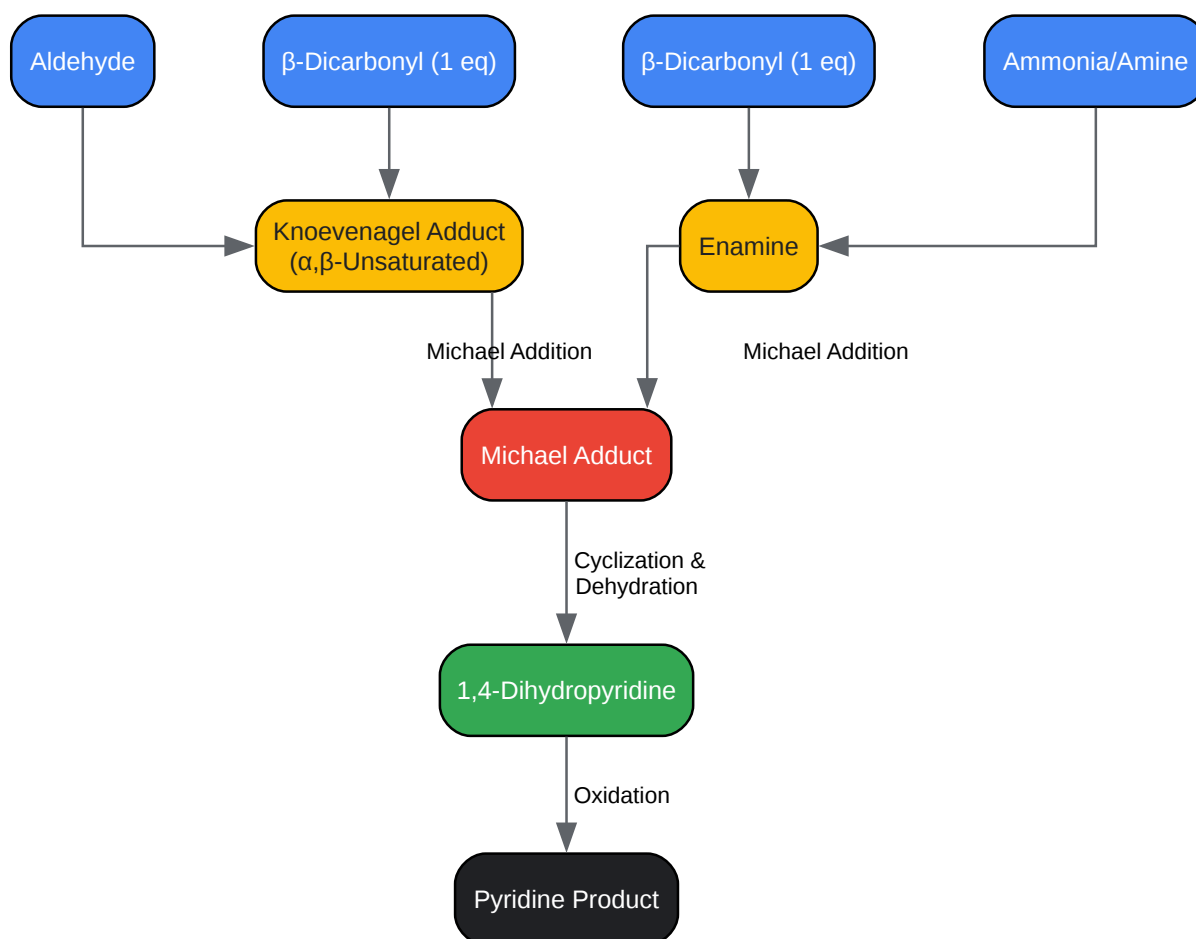 Aldehyde
β-Dicarbonyl (1 eq)
β-Dicarbonyl (1 eq)
Ammonia/Amine
Knoevenagel Adduct
(α,β-Unsaturated)
Enamine
Michael Addition
Michael Addition
Michael Adduct
Cyclization &
Dehydration
1,4-Dihydropyridine
Oxidation
Pyridine Product